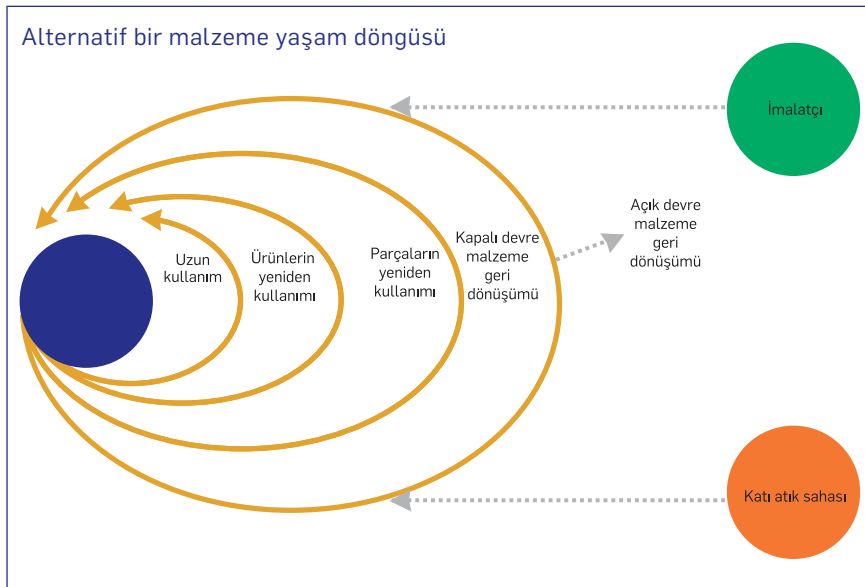 Alternatif bir malzeme yaşam döngüsü
İmalatçı
Uzun
kullanım
Ürünlerin
yeniden
kullanımı
Parçaların
yeniden
kullanımı
Kapalı devre
malzeme
geri
dönüşümü
Açık devre
malzeme
geri
dönüşümü
Katı atık sahası